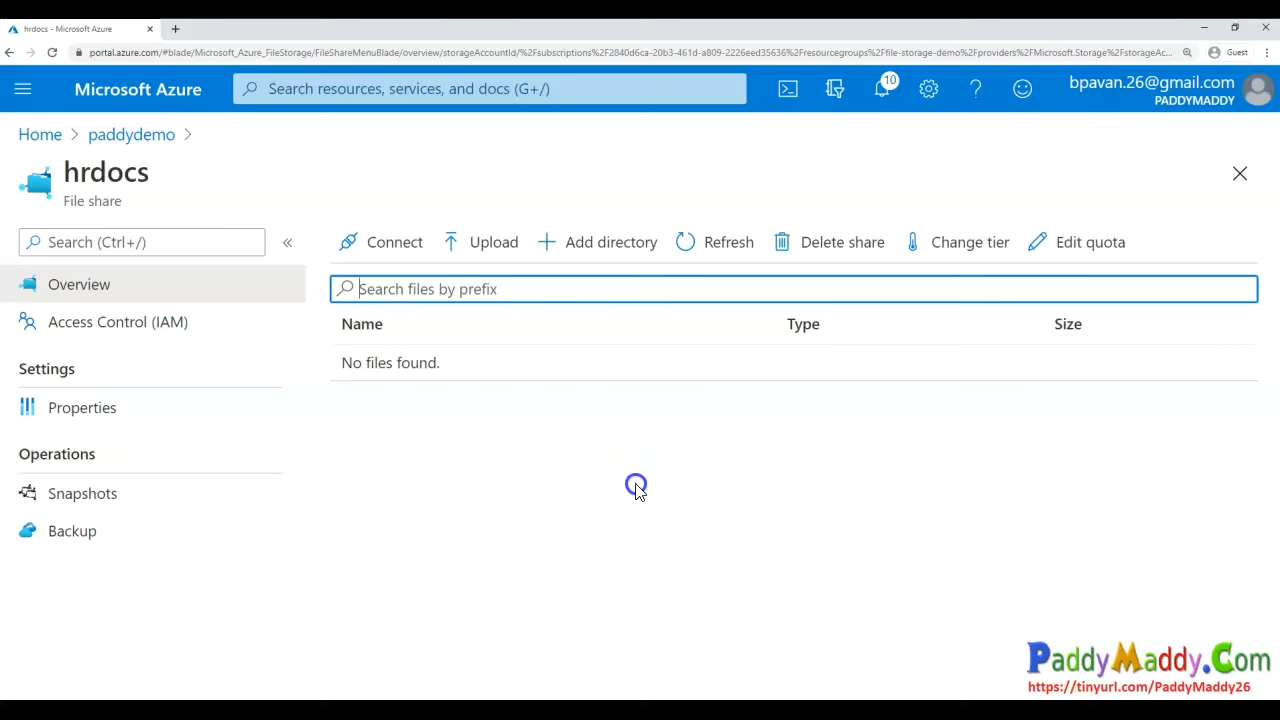 hrdocs - Microsoft Azure
portal.azure.com/#blade/Microsoft_Azure_FileStorage/FileShareMenuBlade/overview/storageAccountId/%2Fsubscriptions%2F2840d6ca-20b3-461d-a809-2226eed35636%2Fresourcegroups%2Ffile-storage-demo%2Fproviders%2FMicrosoft.Storage%2FstorageAc...
Guest
Microsoft Azure
Search resources, services, and docs (G+/)
10
bpavan.26@gmail.com
PADDYMADDY
Home > paddydemo >
hrdocs
File share
Search (Ctrl+/)
«
Connect
Upload
Add directory
Refresh
Delete share
Change tier
Edit quota
Overview
Search files by prefix
Access Control (IAM)
Name
Type
Size
No files found.
Settings
Properties
Operations
Snapshots
Backup
PaddyMaddy.Com
https://tinyurl.com/PaddyMaddy26